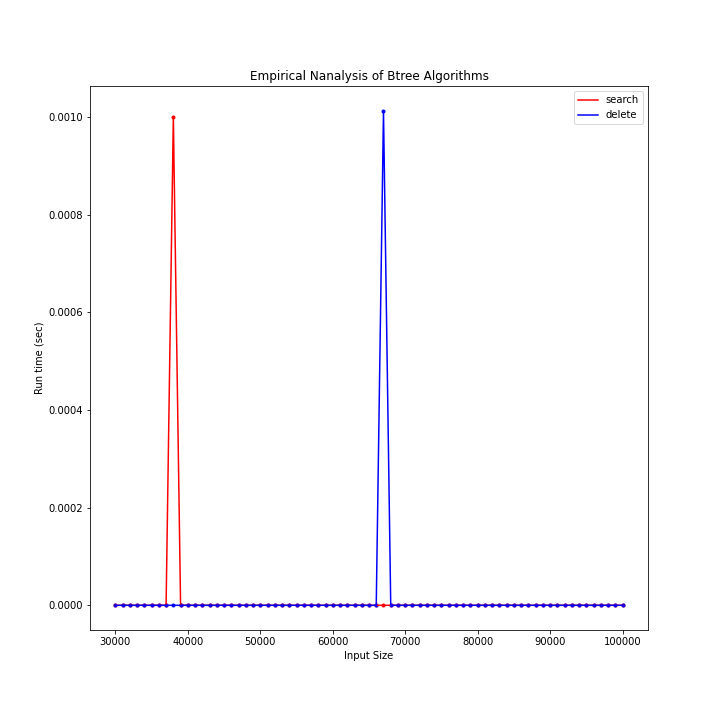 Empirical Nanalysis of Btree Algorithms
search
delete
0.0010
0.0008
0.0006
0.0004
0.0002
0.0000
Run time (sec)
30000 40000 50000 60000 70000 80000 90000 100000
Input Size